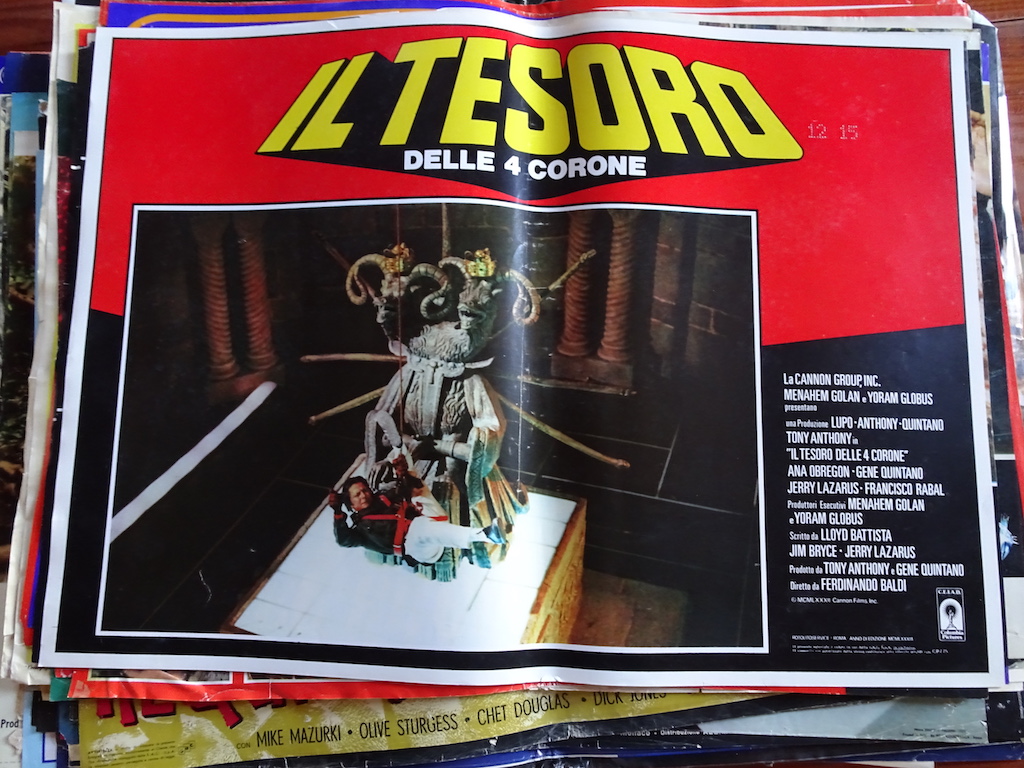 IL TESORO
DELLE 4 CORONE
12 15
La CANNON GROUP, INC.
MENAHEM GOLAN e YORAM GLOBUS
presentano
una Produzione LUPO·ANTHONY·QUINTANO
TONY ANTHONY in
"IL TESORO DELLE 4 CORONE"
ANA OBREGON · GENE QUINTANO
JERRY LAZARUS · FRANCISCO RABAL
Produttori Esecutivi MENAHEM GOLAN
e YORAM GLOBUS
Scritto da LLOYD BATTISTA
JIM BRYCE · JERRY LAZARUS
Prodotto da TONY ANTHONY e GENE QUINTANO
Diretto da FERDINANDO BALDI
Cannon Films, Inc.
C.E.I.A.D.
Columbia
Pictures
CON MIKE MAZURKI • OLIVE STURGESS • CHET DOUGLAS • DICK JONES